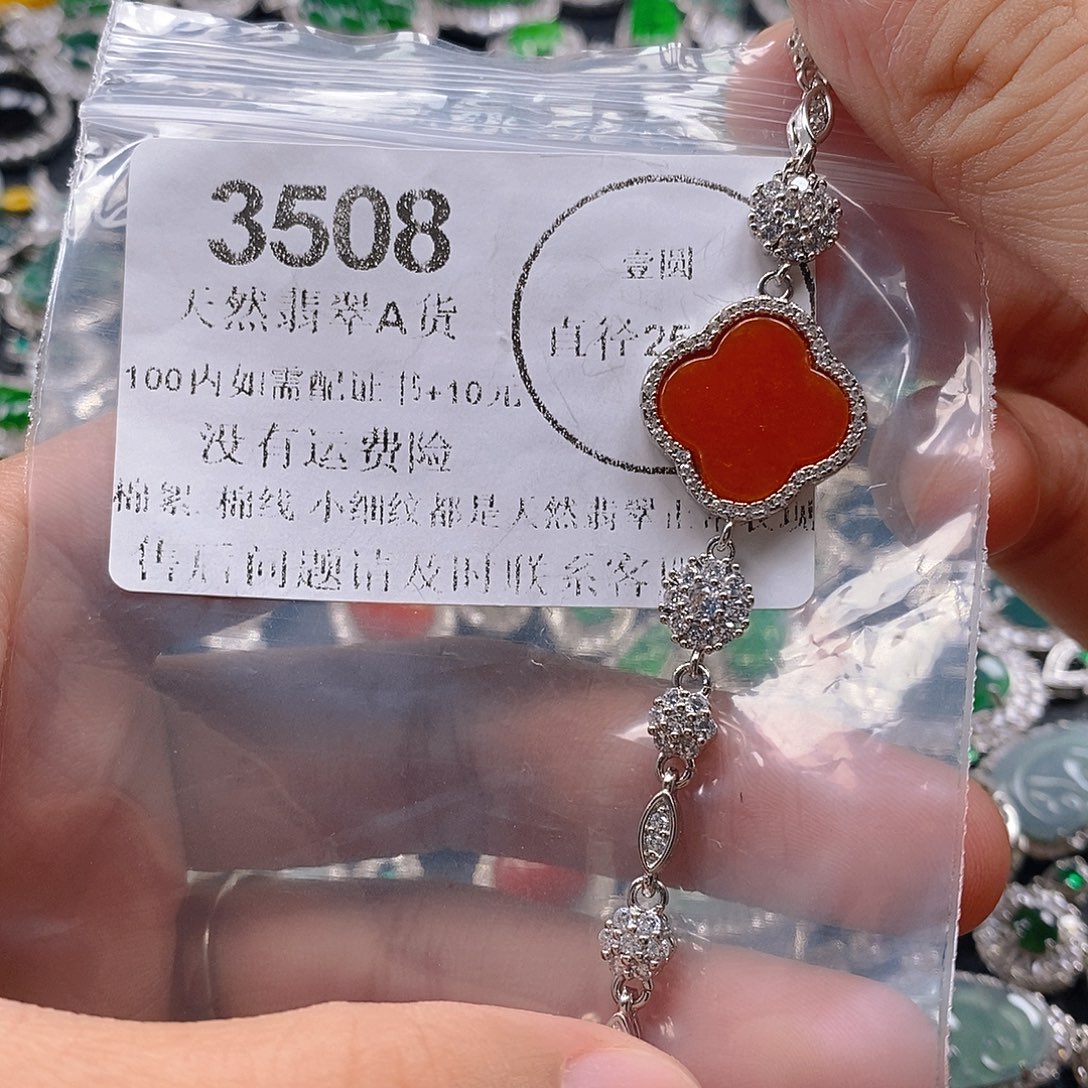 3508
天然翡翠A货
100内如需配证书+10元
没有运费险
棉絮 棉线 小细纹都是天然翡翠正常表现
售后问题请及时联系客
壹圆
直径25